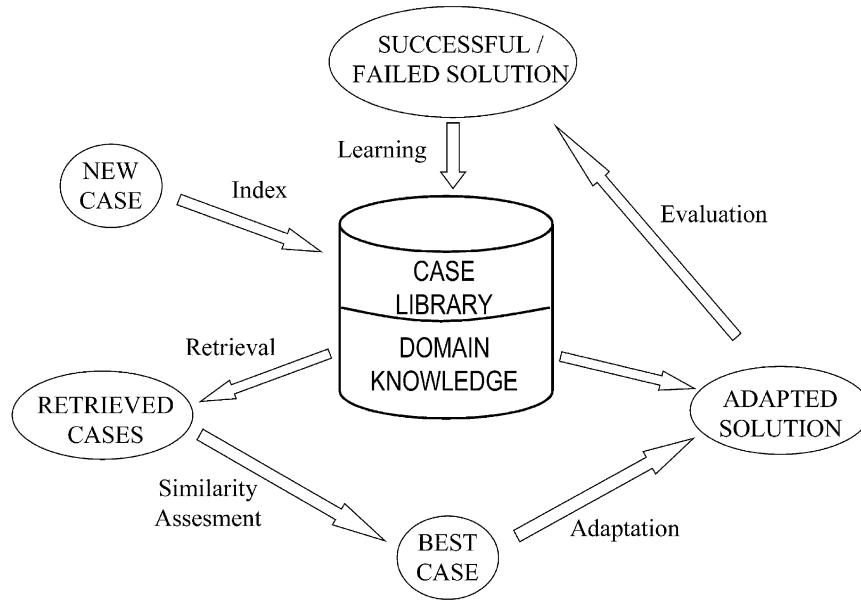 SUCCESSFUL /
FAILED SOLUTION
Learning
NEW
CASE
Index
Evaluation
CASE
LIBRARY
DOMAIN
KNOWLEDGE
Retrieval
RETRIEVED
CASES
ADAPTED
SOLUTION
Similarity
Assesment
BEST
CASE
Adaptation